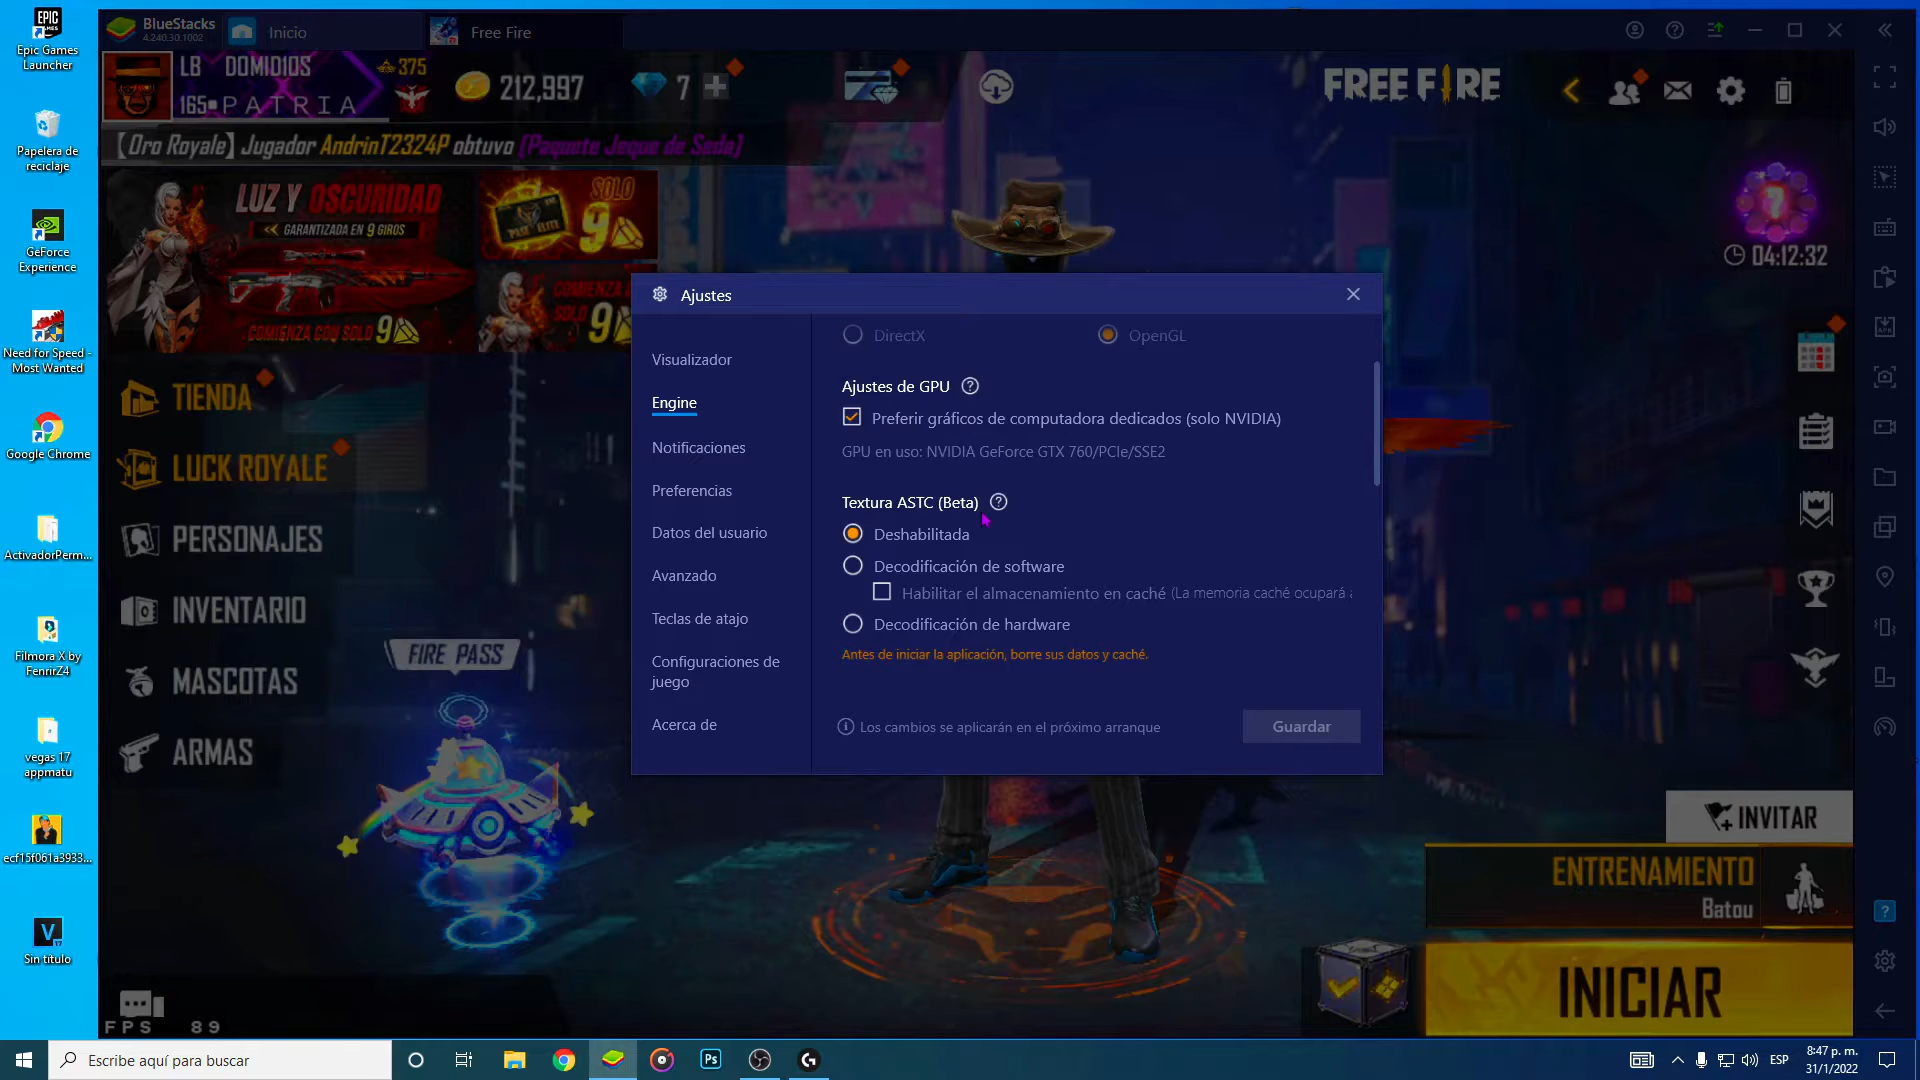 Epic Games
Launcher
Papelera de
reciclaje
GeForce
Experience
Need for Speed -
Most Wanted
Google Chrome
ActivadorPerm...
Filmora X by
FenrirZ4
vegas 17
appmatu
ecf15f061a3933...
Sin título
BlueStacks
4.240.30.1002
Inicio
Free Fire
LB DOMIDIOS
375
165 PATRIA
212,997
7
FREE FIRE
【Oro Royale】Jugador AndrinT2324P obtuvo [Paquete Jeque de Seda]
LUZ Y OSCURIDAD
GARANTIZADA EN 9 GIROS
COMIENZA CON SOLO 9
SOLO
9
COMIENZA
SOLO
9
04:12:32
TIENDA
LUCK ROYALE
PERSONAJES
INVENTARIO
MASCOTAS
ARMAS
FIRE PASS
Ajustes
Visualizador
Engine
Notificaciones
Preferencias
Datos del usuario
Avanzado
Teclas de atajo
Configuraciones de
juego
Acerca de
DirectX
OpenGL
Ajustes de GPU
Preferir gráficos de computadora dedicados (solo NVIDIA)
GPU en uso: NVIDIA GeForce GTX 760/PCIe/SSE2
Textura ASTC (Beta)
Deshabilitada
Decodificación de software
Habilitar el almacenamiento en caché (La memoria caché ocupará
Decodificación de hardware
Antes de iniciar la aplicación, borre sus datos y caché.
Los cambios se aplicarán en el próximo arranque
Guardar
INVITAR
ENTRENAMIENTO
Batou
INICIAR
FPS 89
Escribe aquí para buscar
Ps
ESP
8:47 p. m.
31/1/2022